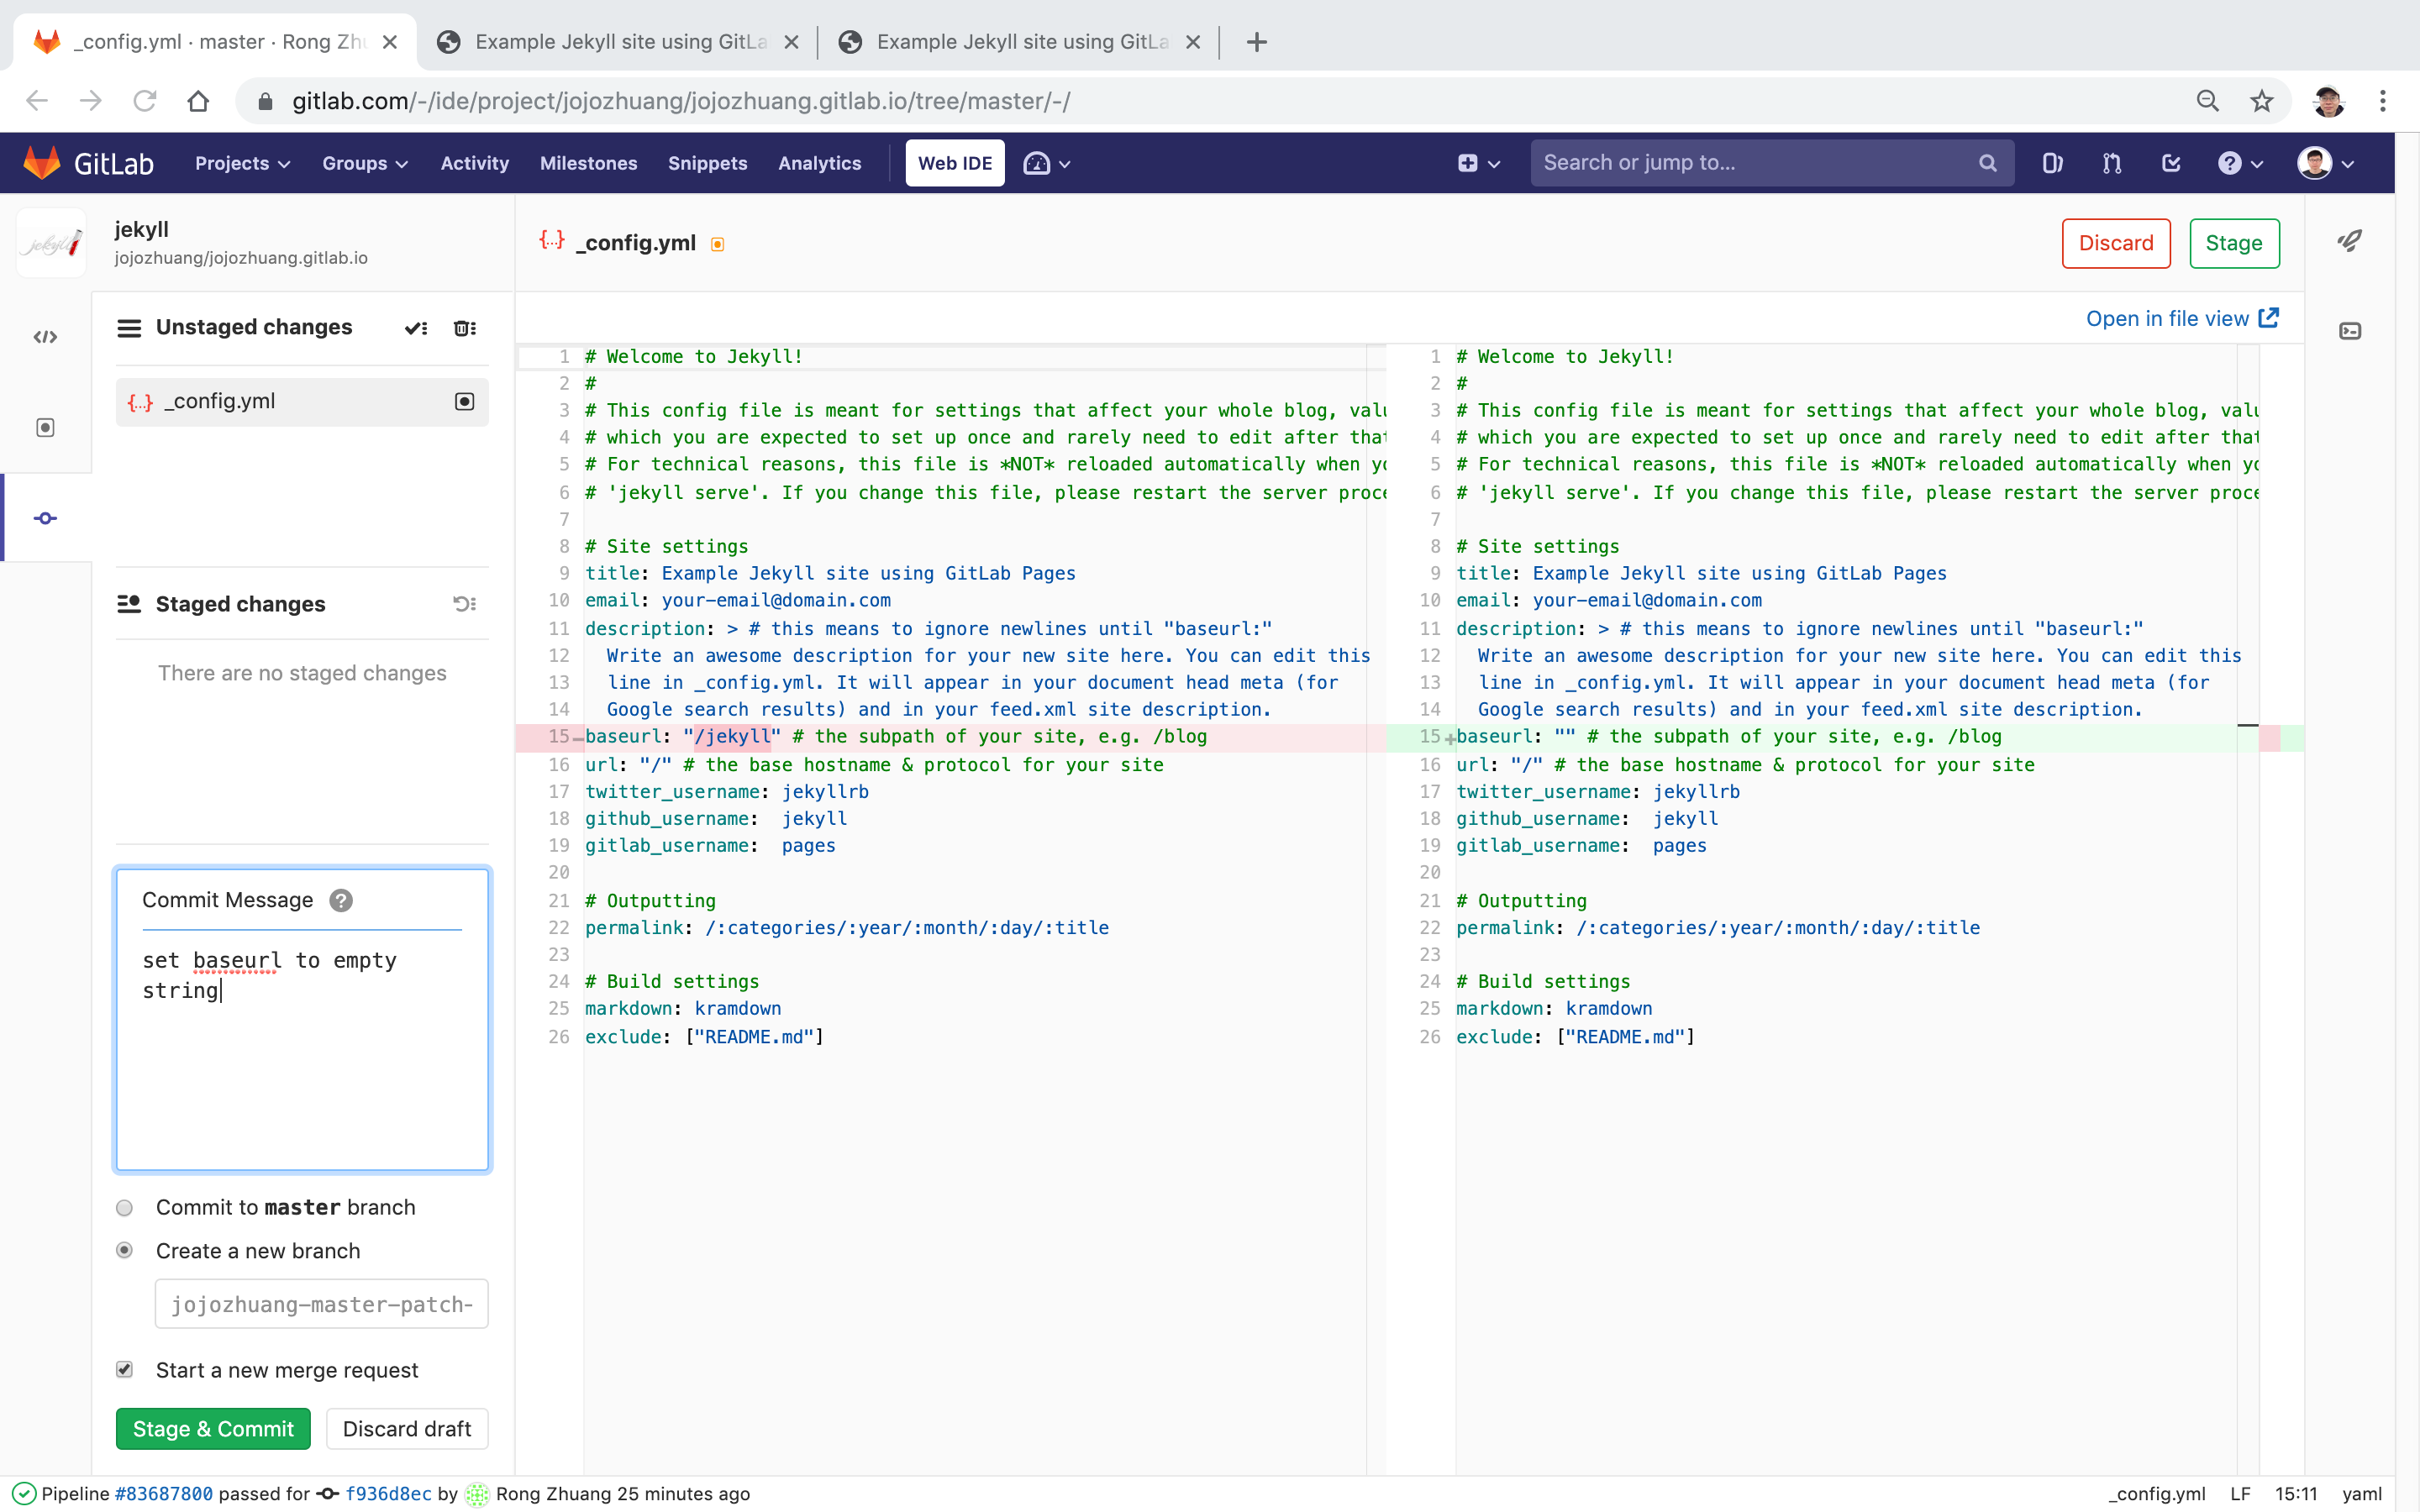 _config.yml · master · Rong Zhu
Example Jekyll site using GitLa
Example Jekyll site using GitLa
gitlab.com/-/ide/project/jojozhuang/jojozhuang.gitlab.io/tree/master/-/
GitLab Projects Groups Activity Milestones Snippets Analytics Web IDE Search or jump to...
jekyll
jojozhuang/jojozhuang.gitlab.io
_config.yml
Discard Stage
Unstaged changes
_config.yml
Staged changes
There are no staged changes
Commit Message
set baseurl to empty
string
Commit to master branch
Create a new branch
jojozhuang-master-patch-
Start a new merge request
Stage & Commit Discard draft
Open in file view
1 # Welcome to Jekyll!
2 #
3 # This config file is meant for settings that affect your whole blog, valu
4 # which you are expected to set up once and rarely need to edit after that
5 # For technical reasons, this file is *NOT* reloaded automatically when yo
6 # 'jekyll serve'. If you change this file, please restart the server proce
7
8 # Site settings
9 title: Example Jekyll site using GitLab Pages
10 email: your-email@domain.com
11 description: > # this means to ignore newlines until "baseurl:"
12 Write an awesome description for your new site here. You can edit this
13 line in _config.yml. It will appear in your document head meta (for
14 Google search results) and in your feed.xml site description.
15 baseurl: "/jekyll" # the subpath of your site, e.g. /blog
16 url: "/" # the base hostname & protocol for your site
17 twitter_username: jekyllrb
18 github_username:  jekyll
19 gitlab_username:  pages
20
21 # Outputting
22 permalink: /:categories/:year/:month/:day/:title
23
24 # Build settings
25 markdown: kramdown
26 exclude: ["README.md"]
1 # Welcome to Jekyll!
2 #
3 # This config file is meant for settings that affect your whole blog, valu
4 # which you are expected to set up once and rarely need to edit after that
5 # For technical reasons, this file is *NOT* reloaded automatically when yo
6 # 'jekyll serve'. If you change this file, please restart the server proce
7
8 # Site settings
9 title: Example Jekyll site using GitLab Pages
10 email: your-email@domain.com
11 description: > # this means to ignore newlines until "baseurl:"
12 Write an awesome description for your new site here. You can edit this
13 line in _config.yml. It will appear in your document head meta (for
14 Google search results) and in your feed.xml site description.
15 baseurl: "" # the subpath of your site, e.g. /blog
16 url: "/" # the base hostname & protocol for your site
17 twitter_username: jekyllrb
18 github_username:  jekyll
19 gitlab_username:  pages
20
21 # Outputting
22 permalink: /:categories/:year/:month/:day/:title
23
24 # Build settings
25 markdown: kramdown
26 exclude: ["README.md"]
Pipeline #83687800 passed for f936d8ec by Rong Zhuang 25 minutes ago
_config.yml LF 15:11 yaml